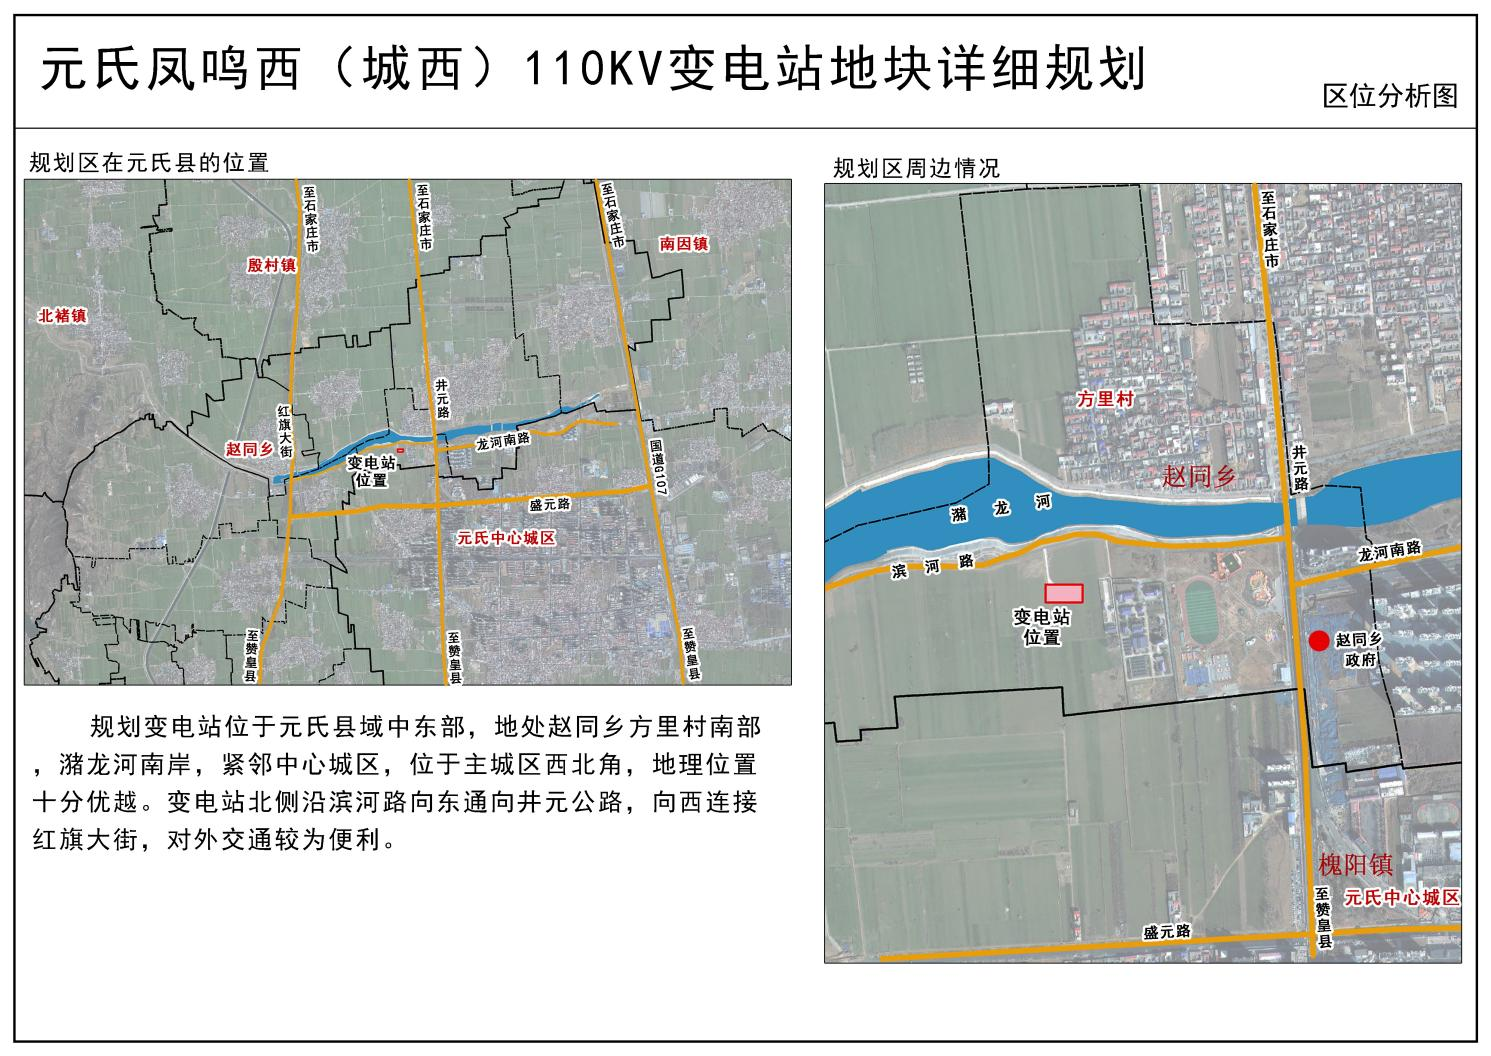 元氏凤鸣西（城西）110KV变电站地块详细规划
区位分析图
规划区在元氏县的位置
至石家庄市
至石家庄市
至石家庄市
南因镇
殷村镇
北褚镇
井元路
红旗大街
赵同乡
龙河南路
变电站
位置
国道G107
盛元路
元氏中心城区
至赞皇县
至赞皇县
至赞皇县
规划变电站位于元氏县域中东部，地处赵同乡方里村南部
，潴龙河南岸，紧邻中心城区，位于主城区西北角，地理位置
十分优越。变电站北侧沿滨河路向东通向井元公路，向西连接
红旗大街，对外交通较为便利。
规划区周边情况
至石家庄市
方里村
井元路
赵同乡
潴龙河
龙河南路
滨河路
变电站
位置
赵同乡
政府
槐阳镇
元氏中心城区
至赞皇县
盛元路